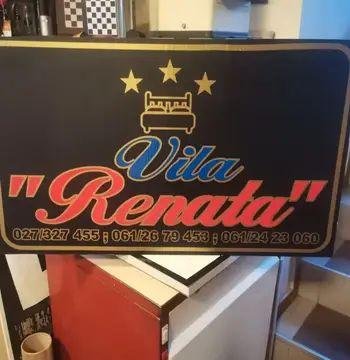 Vila
"Renata"
027/327 455 ; 061/26 79 453 ; 061/24 23 060